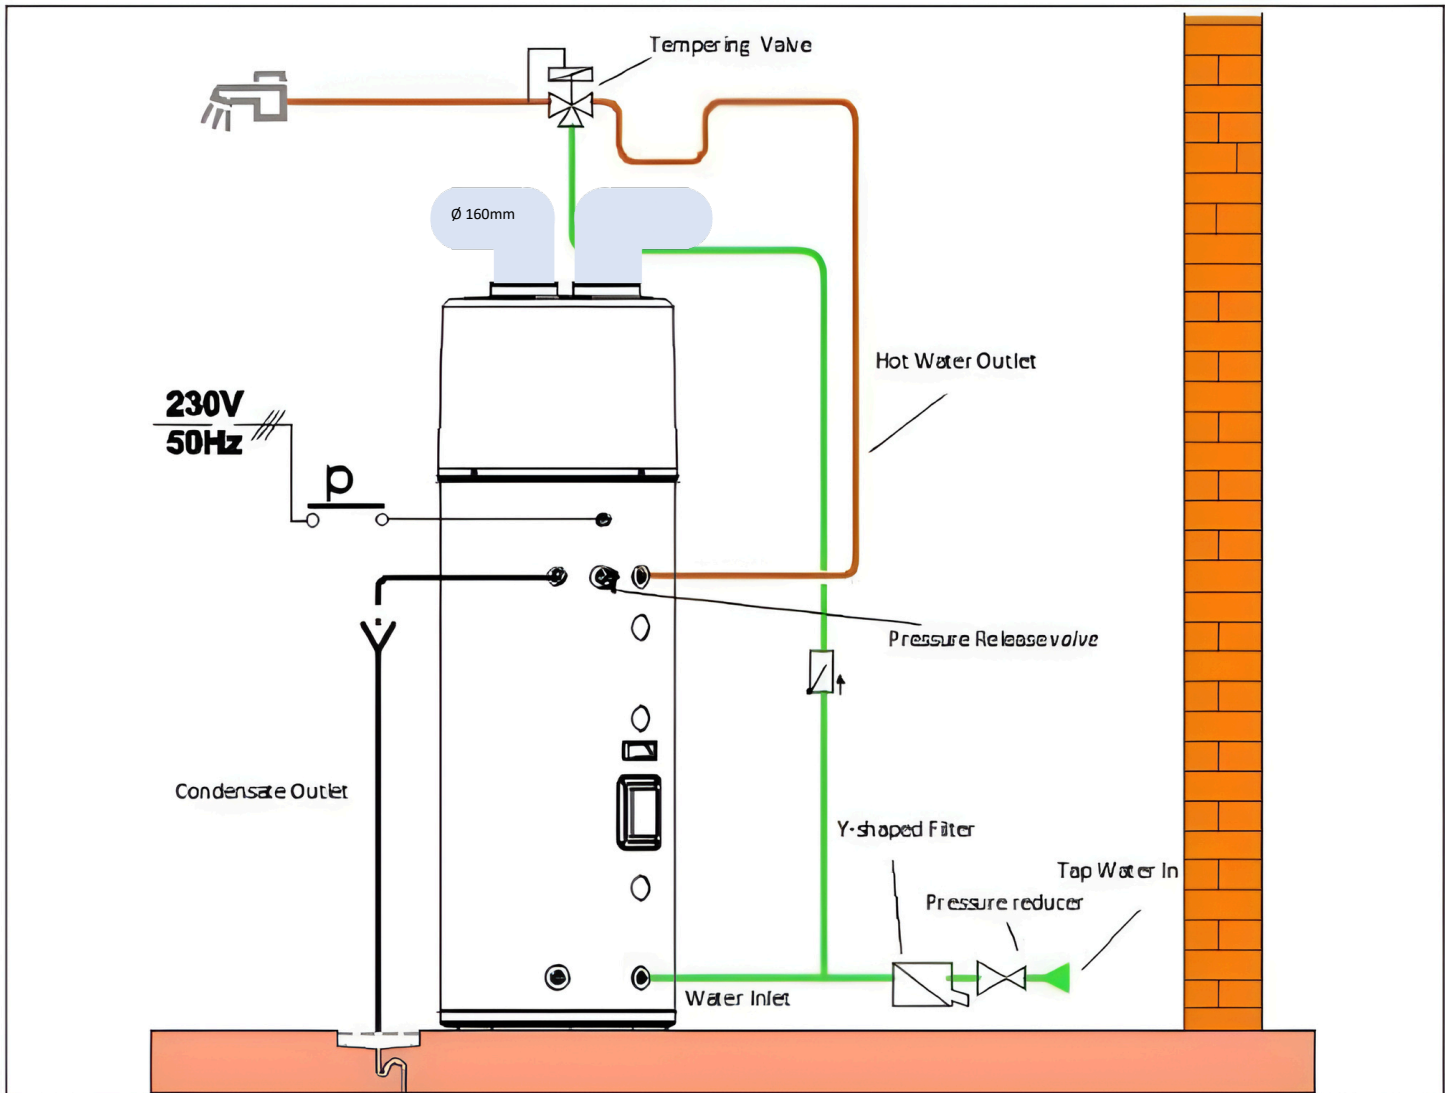 Tempering Valve
Ø 160mm
Hot Water Outlet
230V
50Hz
p
Pressure Release volve
Condensate Outlet
Y-shaped Filter
Tap Water In
Pressure reducer
Water Inlet